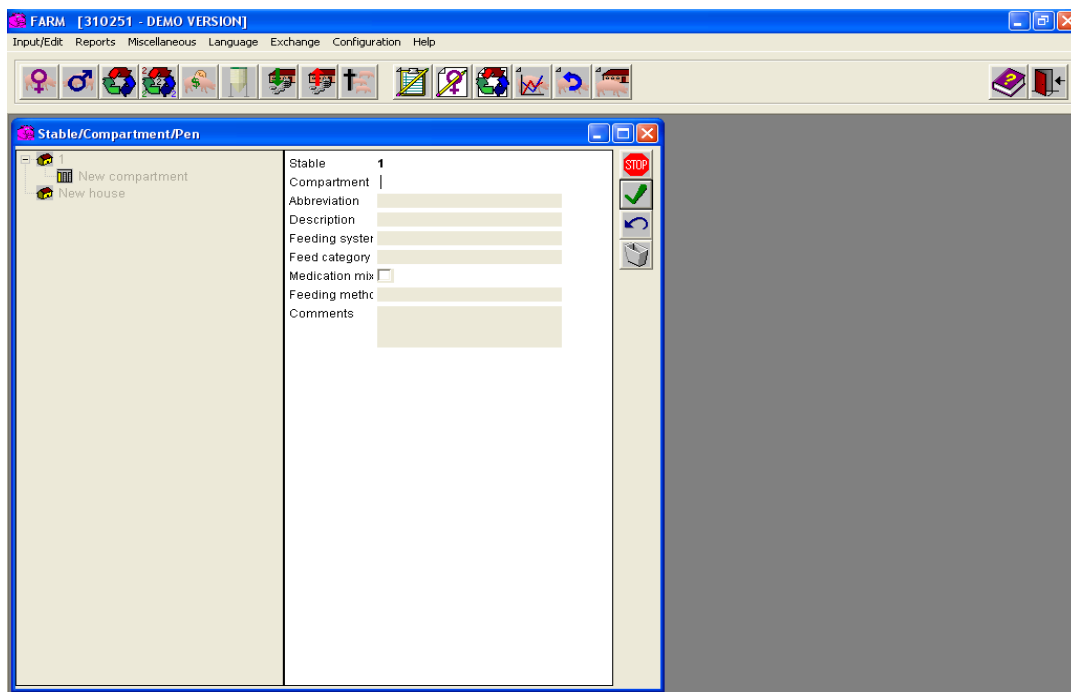 FARM [310251 - DEMO VERSION]
Input/Edit Reports Miscellaneous Language Exchange Configuration Help
Stable/Compartment/Pen
1
New compartment
New house
Stable 1
Compartment
Abbreviation
Description
Feeding syster
Feed category
Medication mix
Feeding methc
Comments
STOP